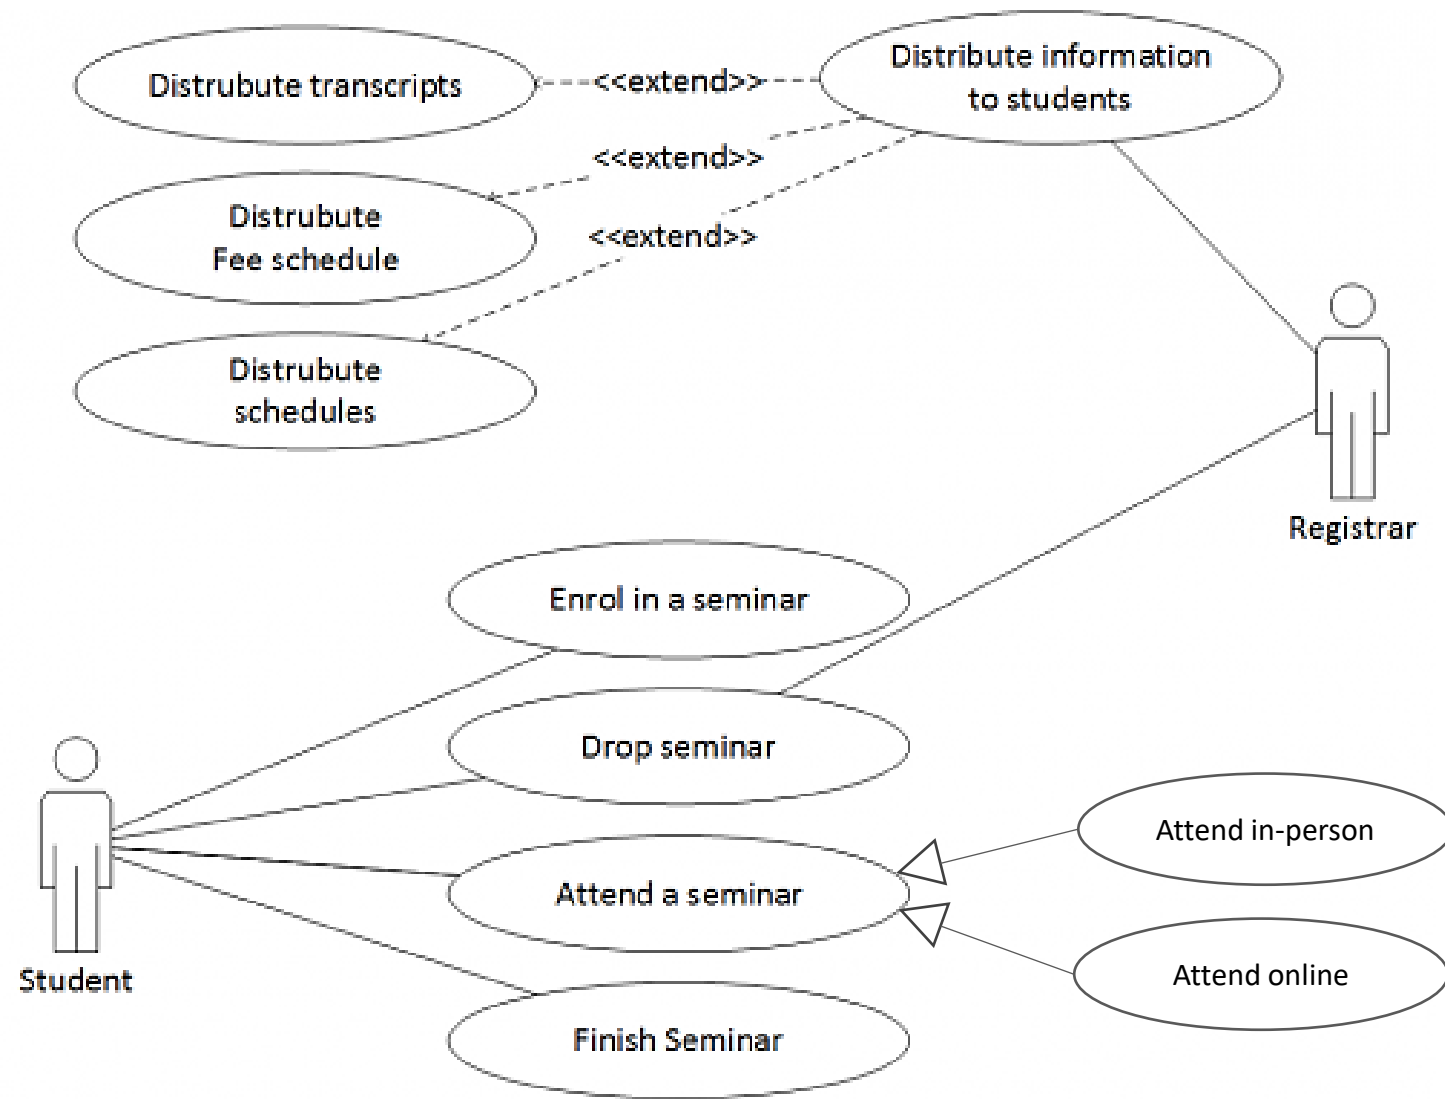 Distrubute transcripts
<<extend>>
Distribute information
to students
<<extend>>
Distrubute
Fee schedule
<<extend>>
Distrubute
schedules
Registrar
Enrol in a seminar
Drop seminar
Attend in-person
Attend a seminar
Student
Attend online
Finish Seminar